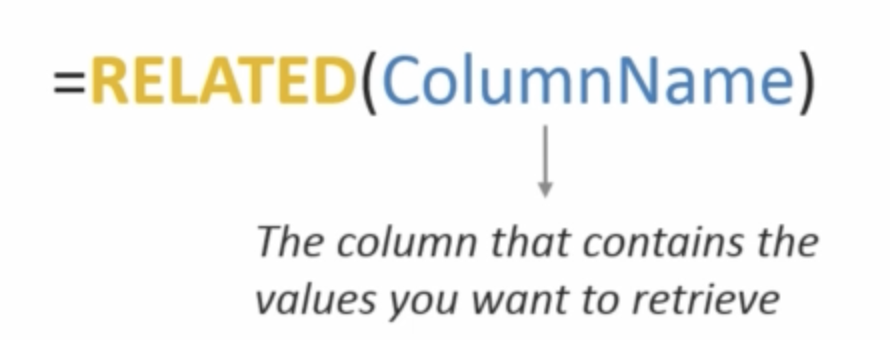 =RELATED(ColumnName)
The column that contains the
values you want to retrieve